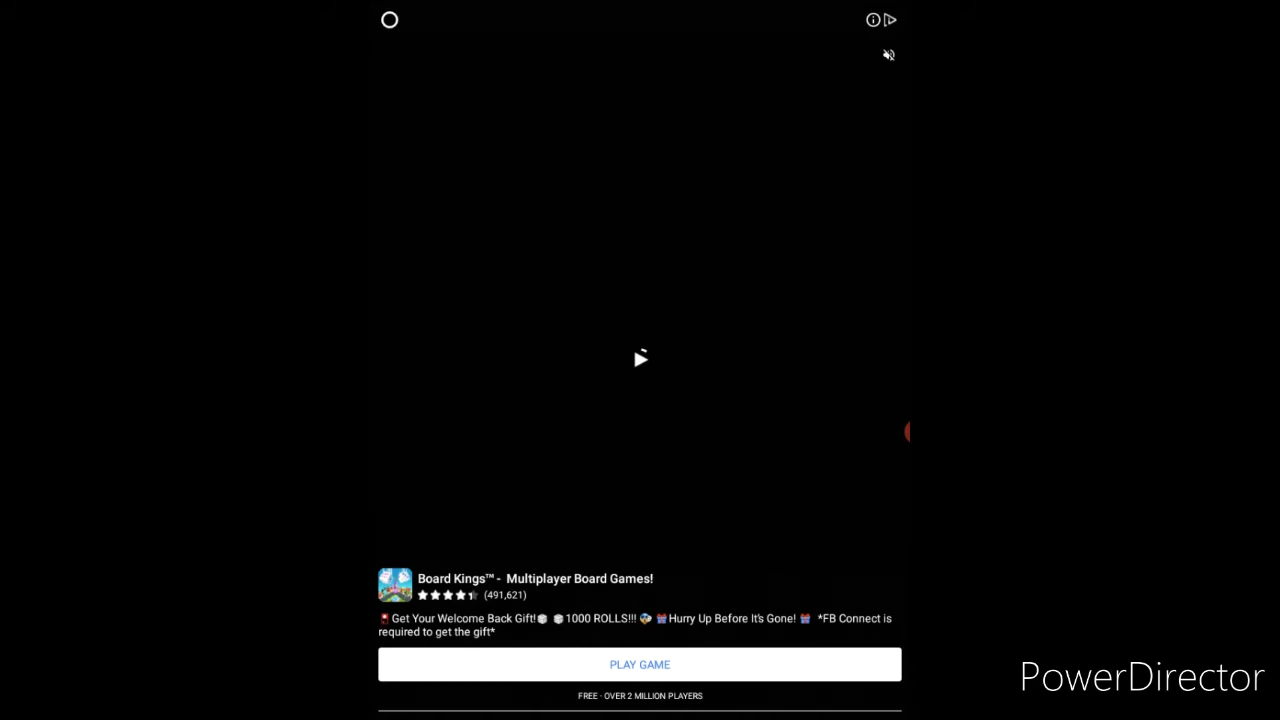 Board Kings™ - Multiplayer Board Games!
(491,621)
Get Your Welcome Back Gift! 1000 ROLLS!!! Hurry Up Before It's Gone! *FB Connect is
required to get the gift*
PLAY GAME
FREE · OVER 2 MILLION PLAYERS
PowerDirector